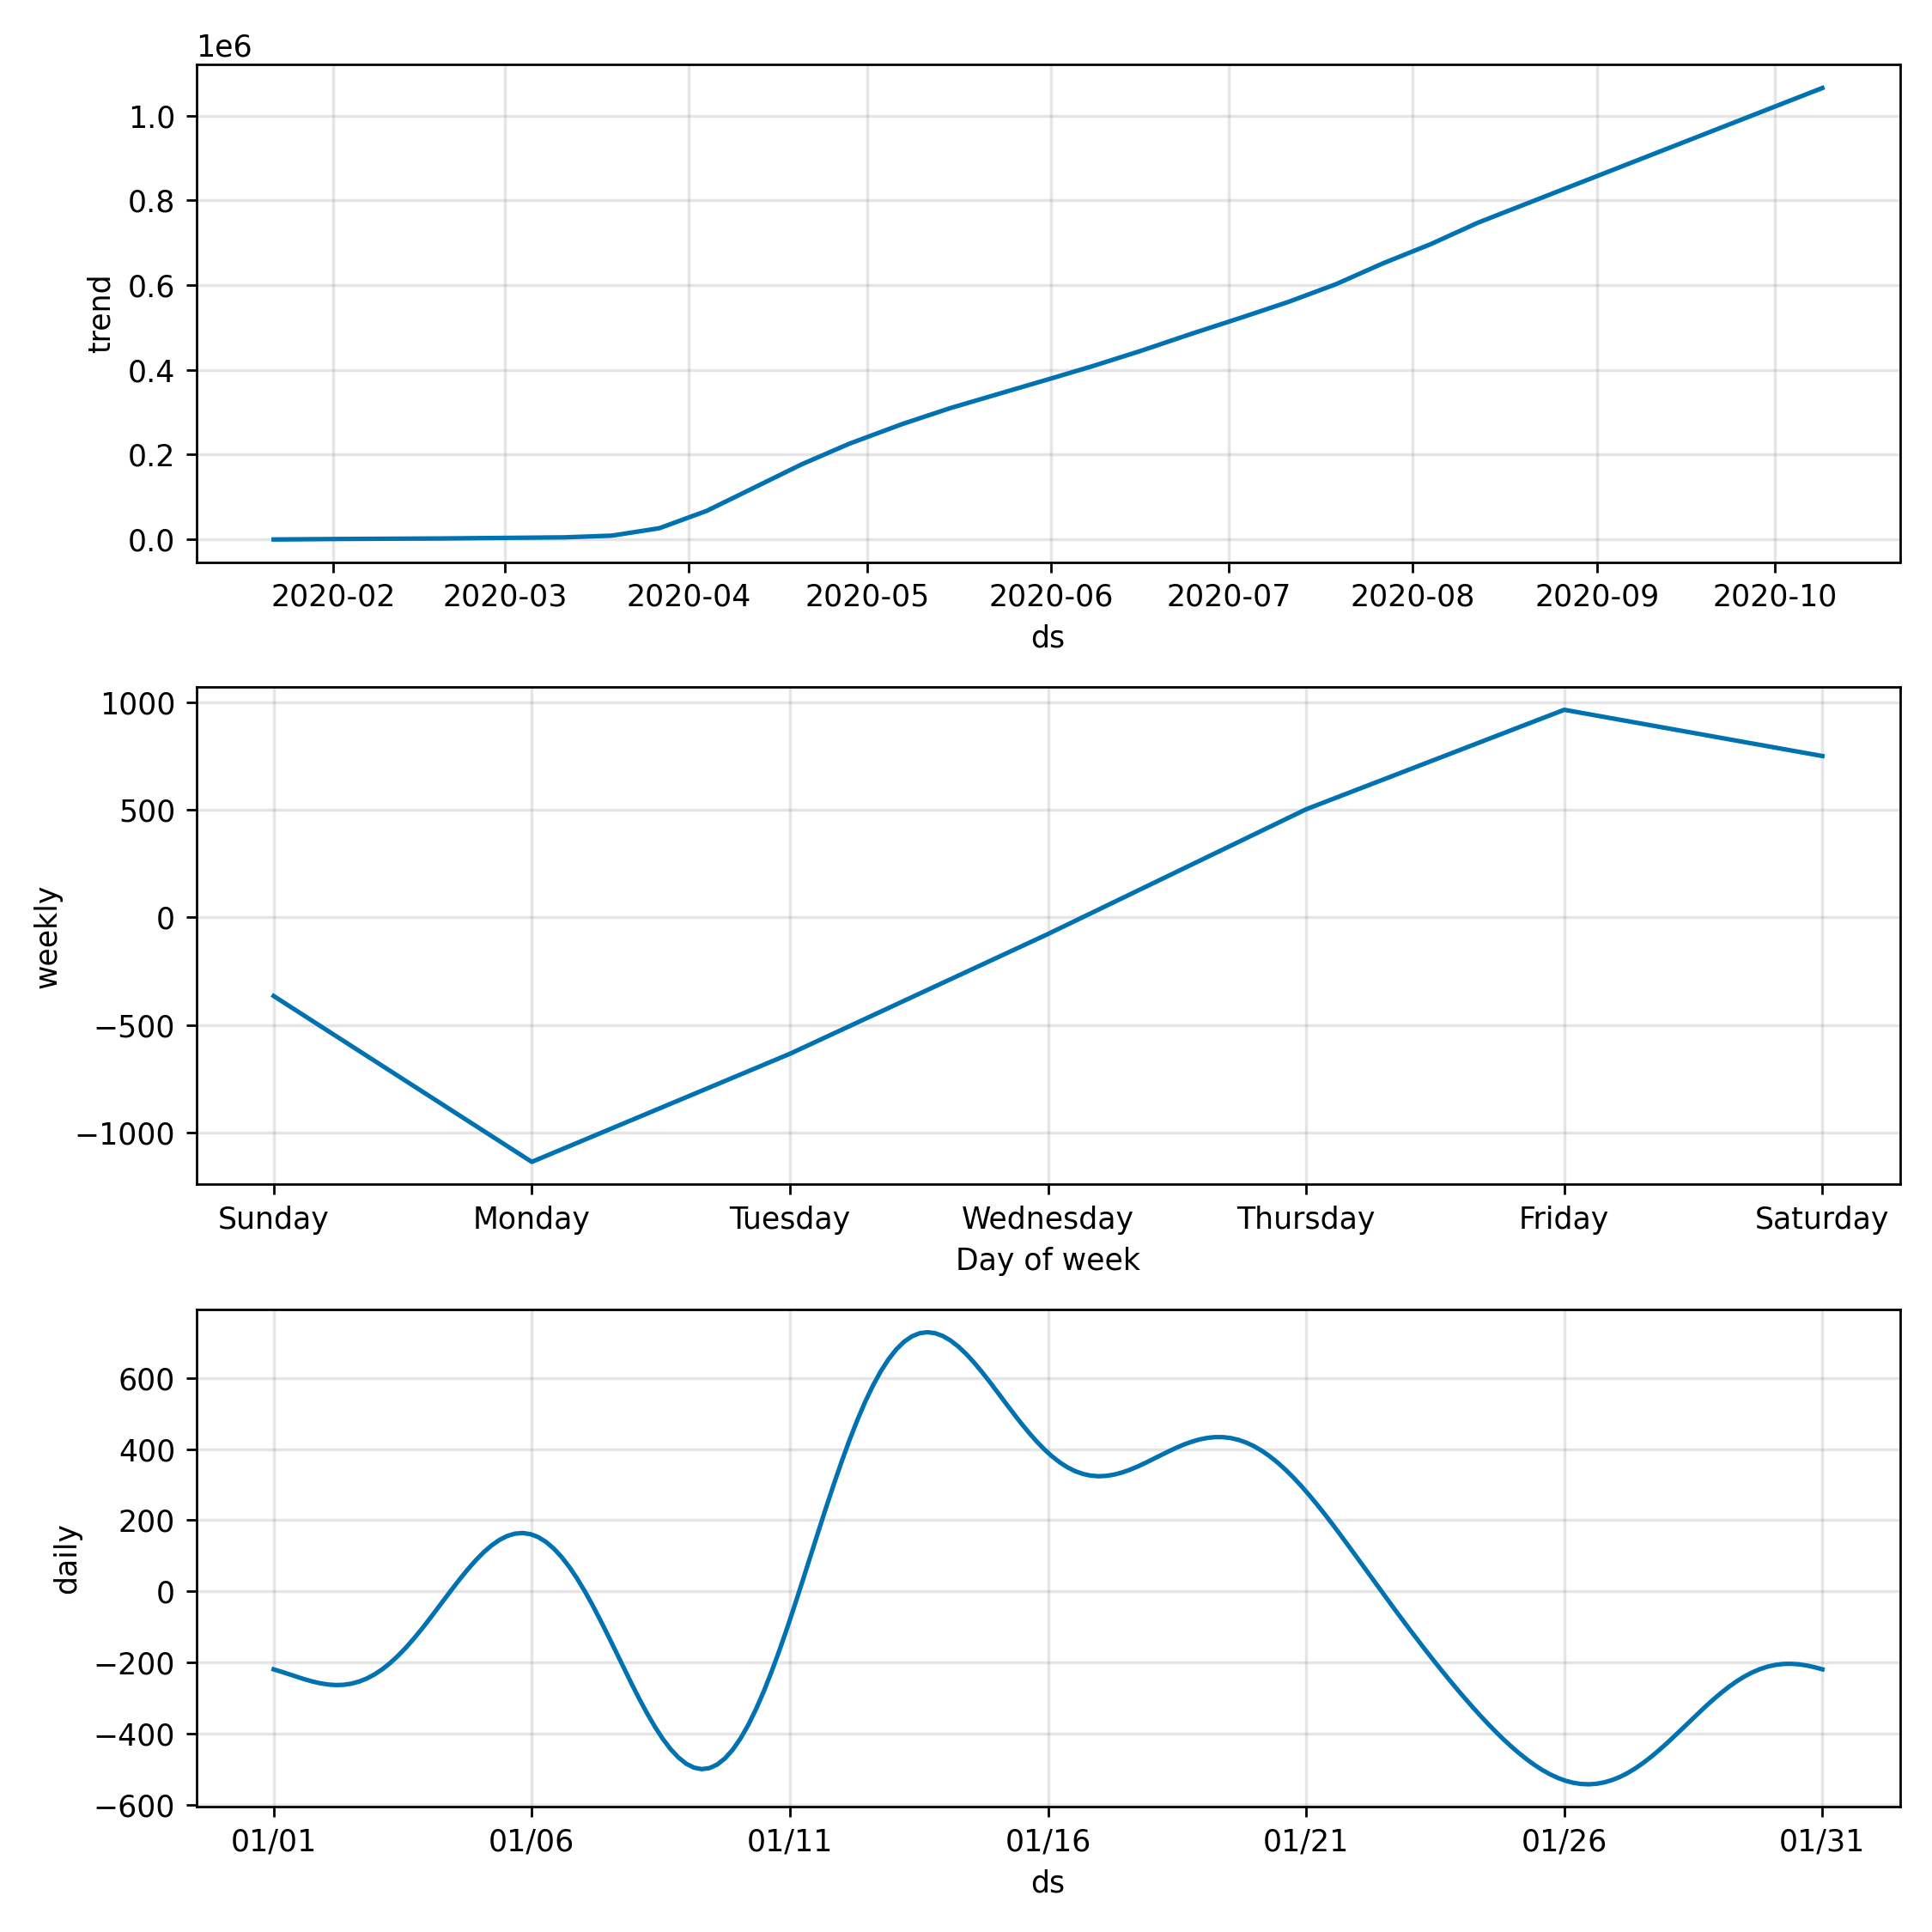 1e6
1.0
0.8
0.6
0.4
0.2
0.0
trend
2020-02 2020-03 2020-04 2020-05 2020-06 2020-07 2020-08 2020-09 2020-10
ds
1000
500
0
−500
−1000
weekly
Sunday Monday Tuesday Wednesday Thursday Friday Saturday
Day of week
600
400
200
0
−200
−400
−600
daily
01/01 01/06 01/11 01/16 01/21 01/26 01/31
ds